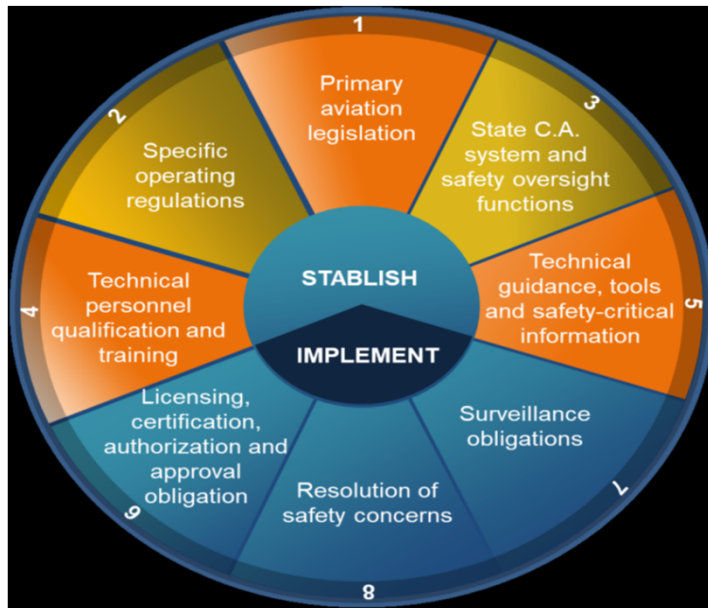 1
Primary
aviation
legislation
2
Specific
operating
regulations
3
State C.A.
system and
safety oversight
functions
4
Technical
personnel
qualification and
training
5
Technical
guidance, tools
and safety-critical
information
STABLISH
IMPLEMENT
6
Licensing,
certification,
authorization and
approval
obligation
7
Surveillance
obligations
8
Resolution of
safety concerns